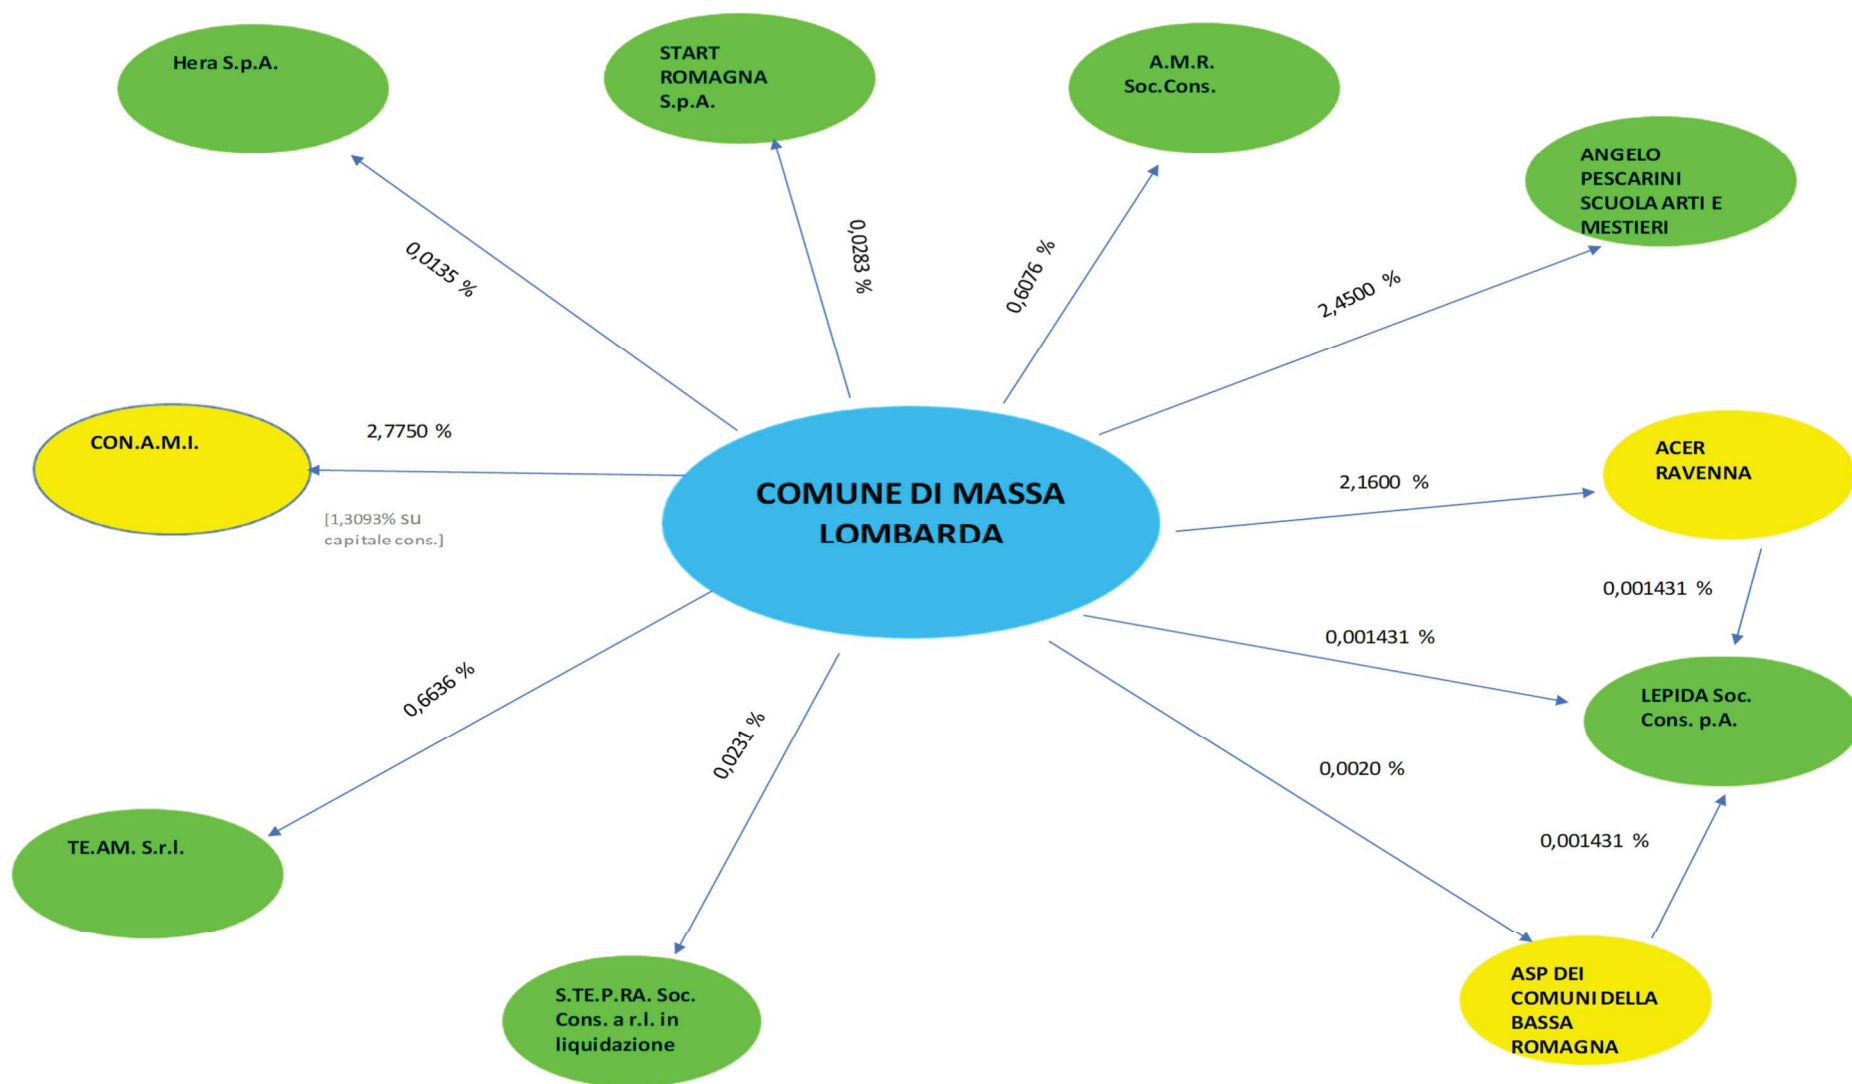 Hera S.p.A.
START
ROMAGNA
S.p.A.
A.M.R.
Soc.Cons.
ANGELO
PESCARINI
SCUOLA ARTI E
MESTIERI
0,0135 %
0,0283 %
0,6076 %
2,4500 %
CON.A.M.I.
2,7750 %
[1,3093% su
capitale cons.]
COMUNE DI MASSA
LOMBARDA
2,1600 %
ACER
RAVENNA
0,001431 %
0,001431 %
LEPIDA Soc.
Cons. p.A.
0,6636 %
0,0231 %
0,0020 %
0,001431 %
TE.AM. S.r.l.
S.TE.P.RA. Soc.
Cons. a r.l. in
liquidazione
ASP DEI
COMUNI DELLA
BASSA
ROMAGNA